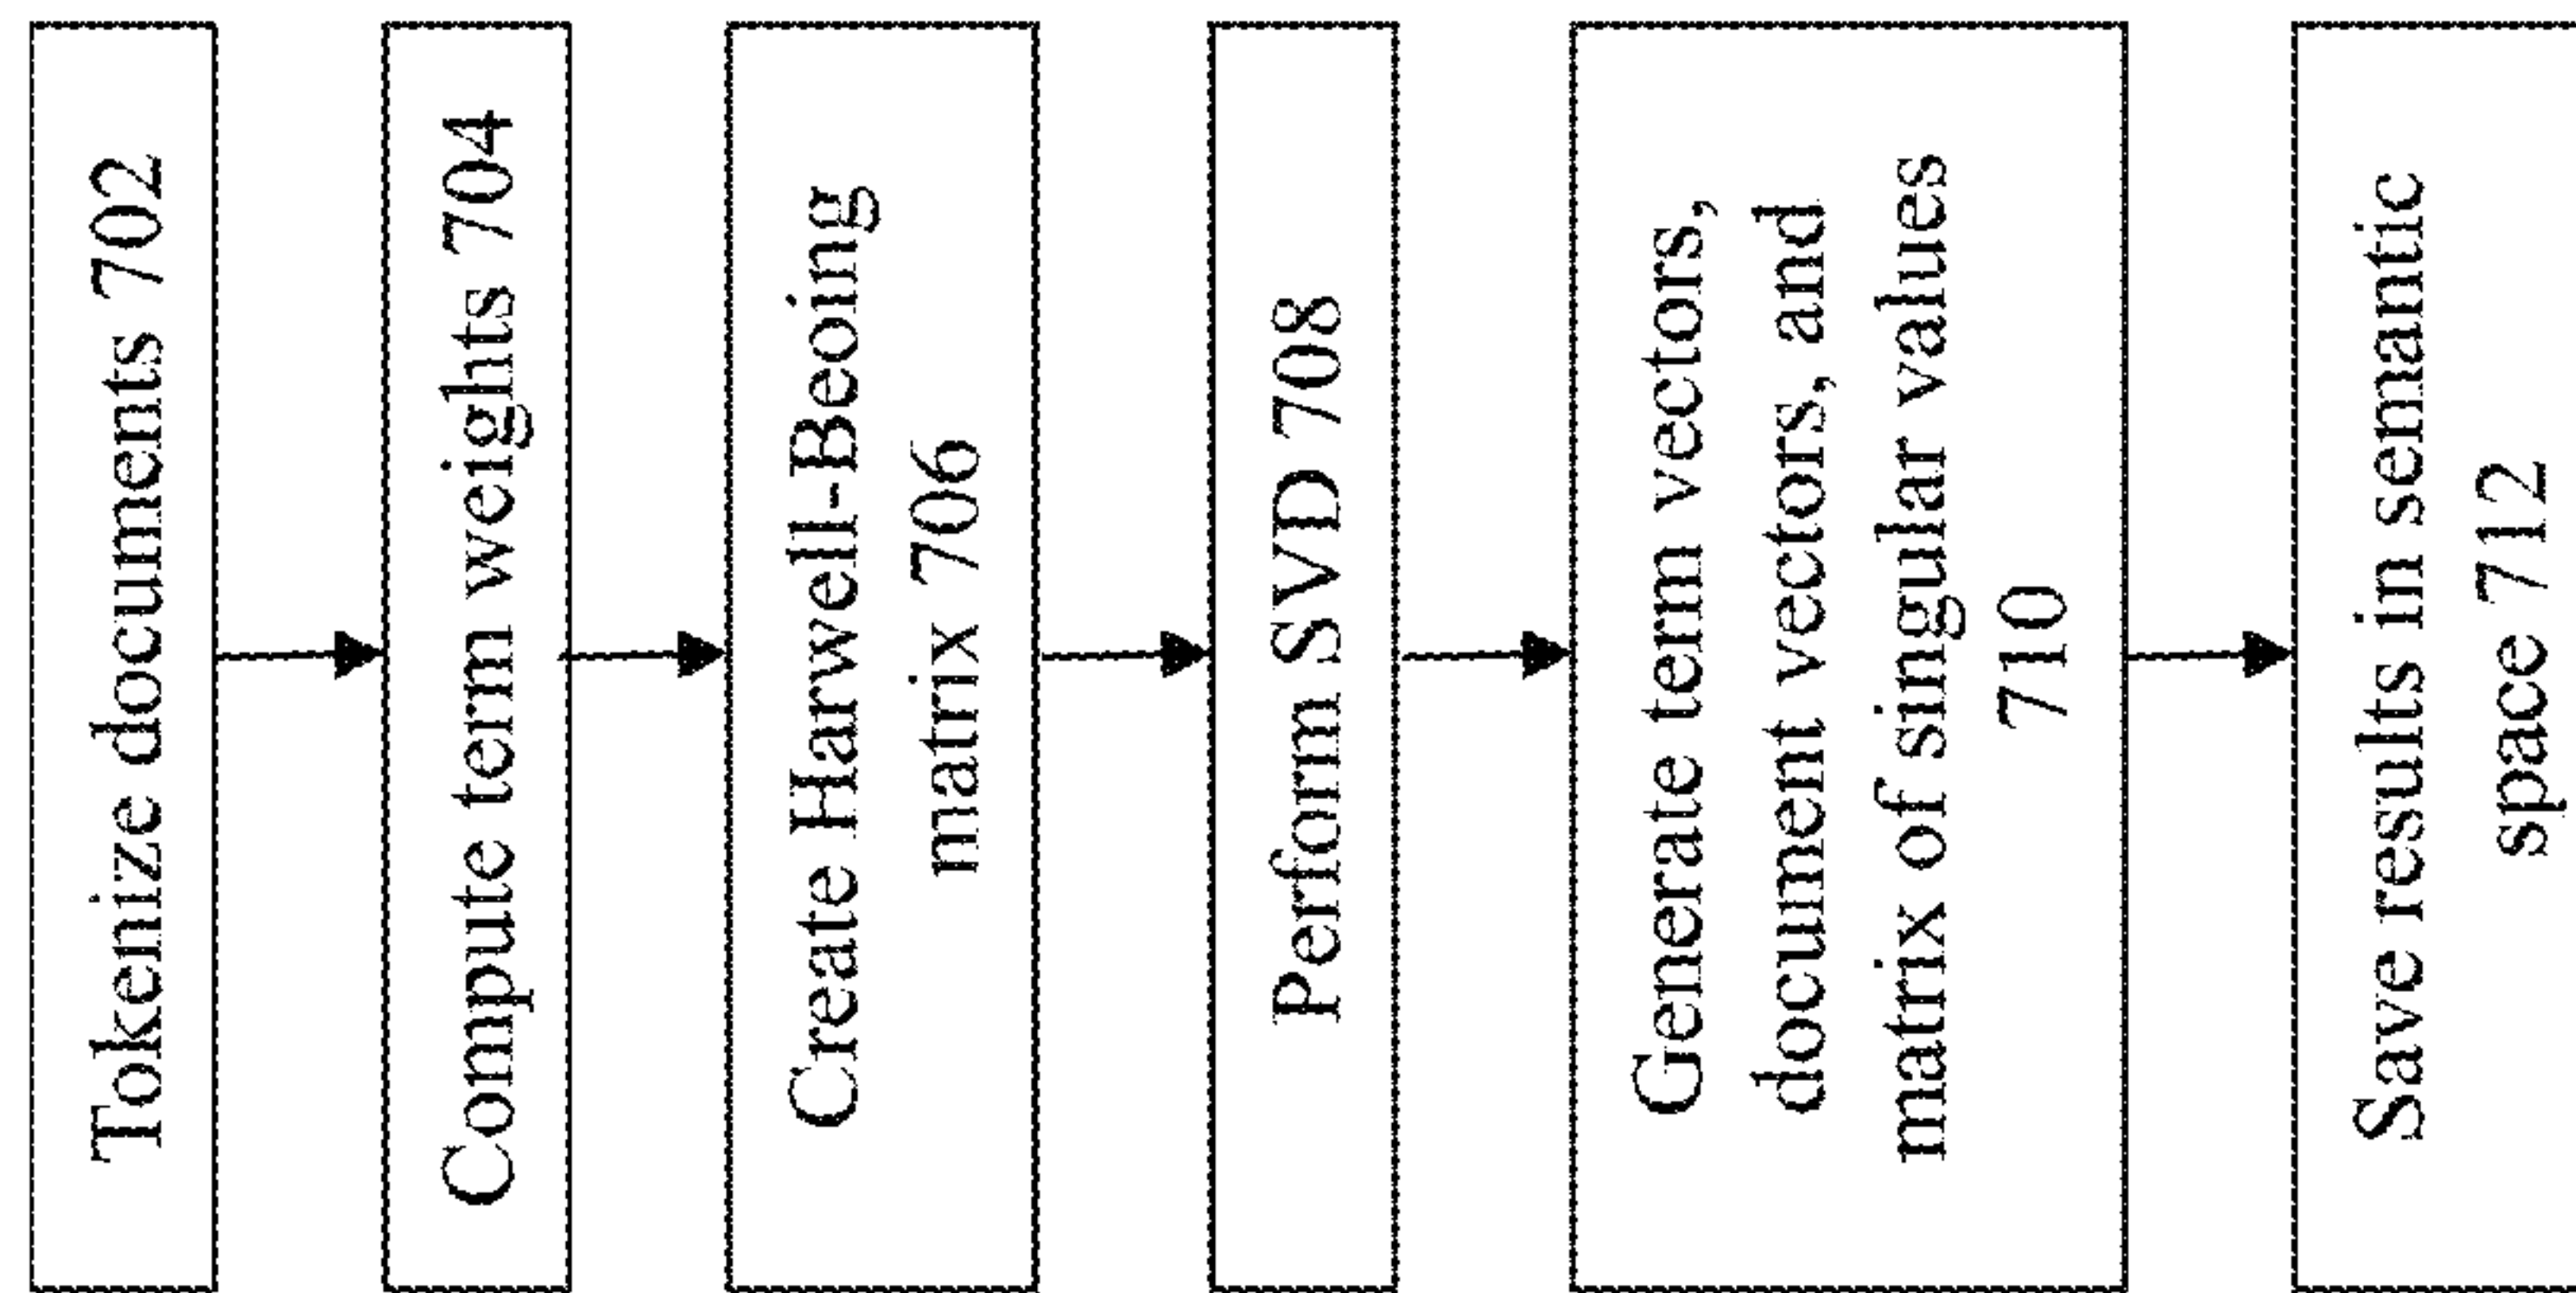 Tokenize documents 702
Compute term weights 704
Create Harwell-Beoing
matrix 706
Perform SVD 708
Generate term vectors,
document vectors, and
matrix of singular values
710
Save results in semantic
space 712